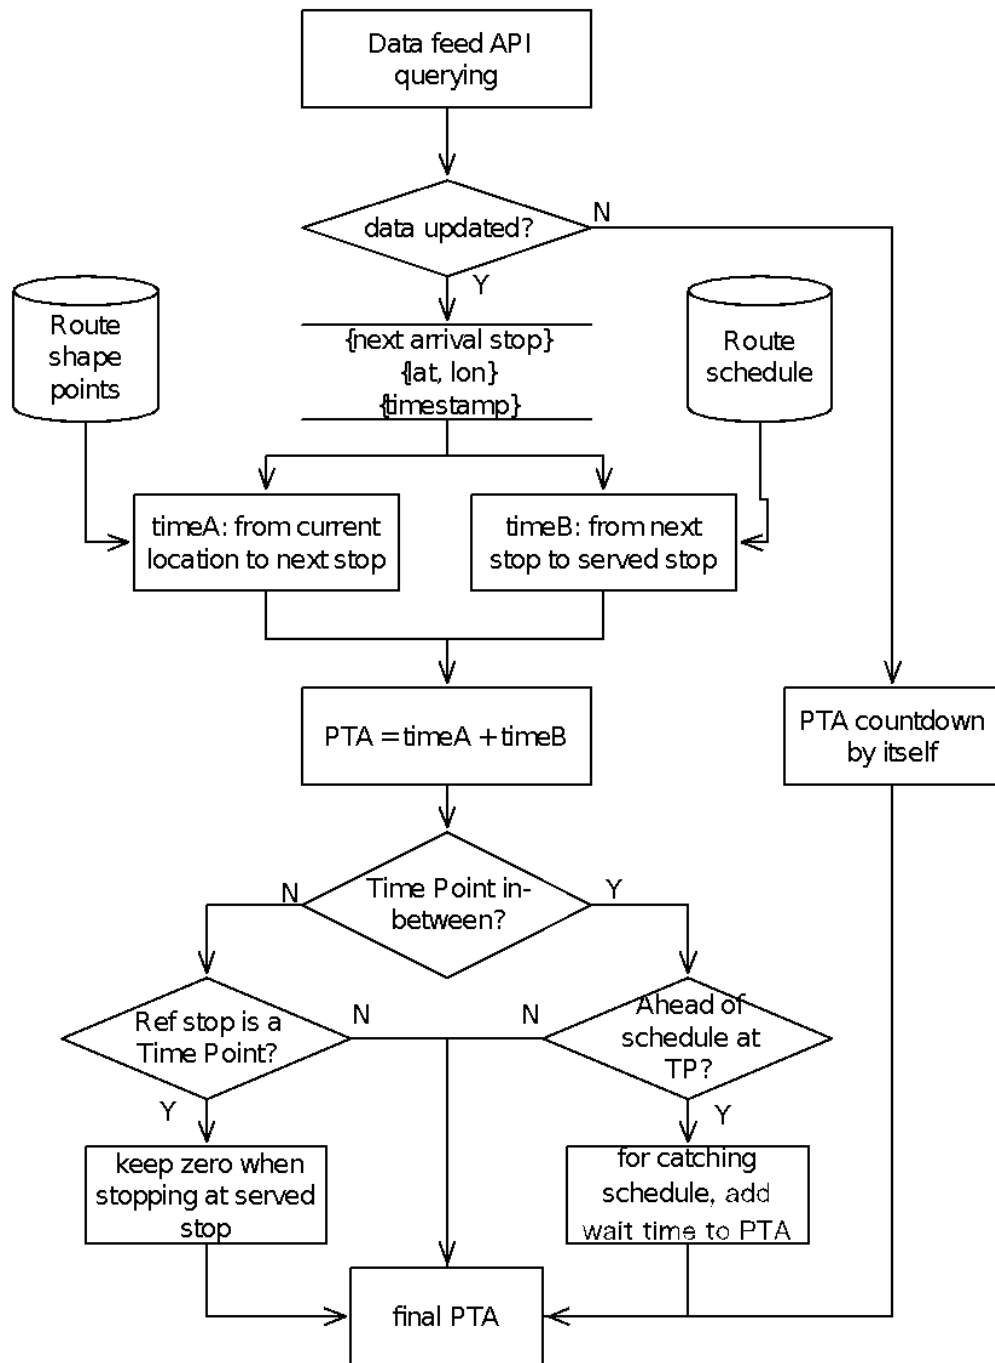 Data feed API
querying
data updated?
N
Y
Route
shape
points
{next arrival stop}
{lat, lon}
{timestamp}
Route
schedule
timeA: from current
location to next stop
timeB: from next
stop to served stop
PTA = timeA + timeB
PTA countdown
by itself
Time Point in-
between?
N
Y
Ref stop is a
Time Point?
N
Y
Ahead of
schedule at
TP?
N
Y
keep zero when
stopping at served
stop
for catching
schedule, add
wait time to PTA
final PTA